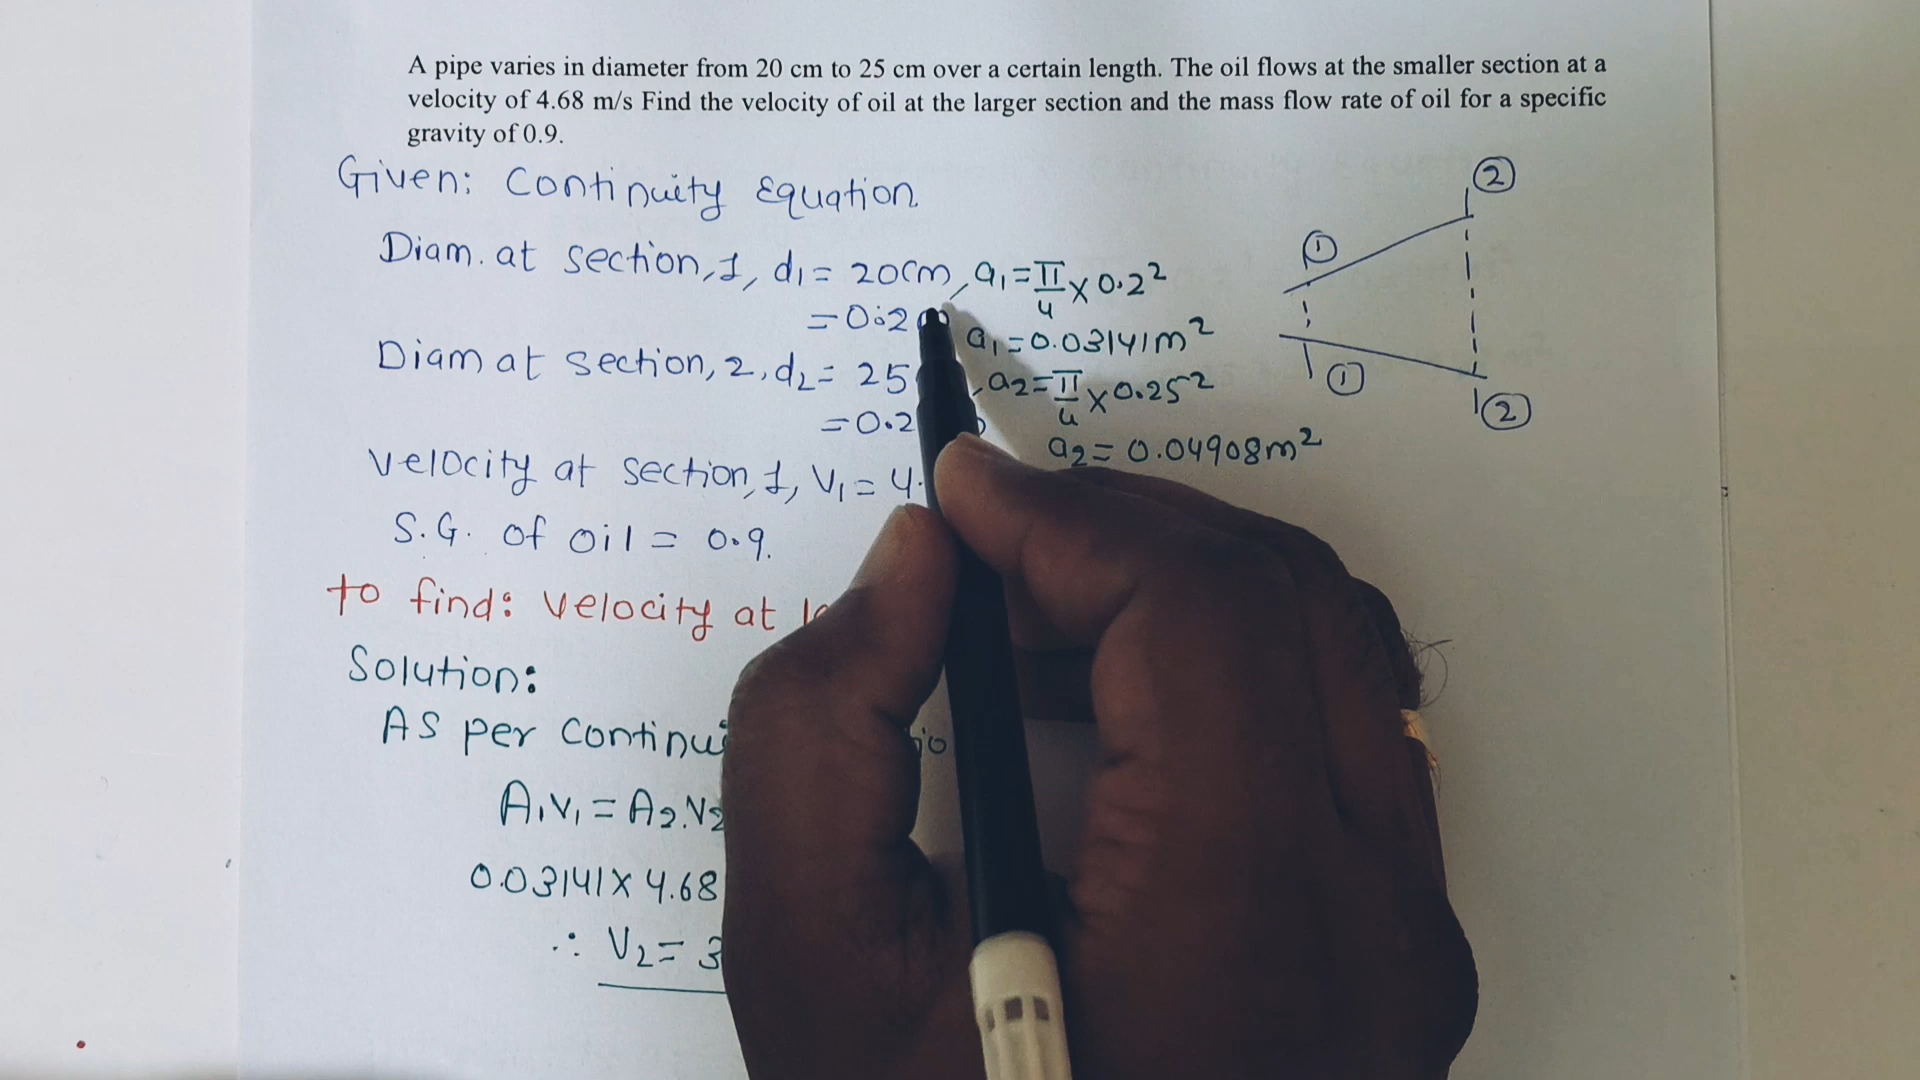 A pipe varies in diameter from 20 cm to 25 cm over a certain length. The oil flows at the smaller section at a
velocity of 4.68 m/s Find the velocity of oil at the larger section and the mass flow rate of oil for a specific
gravity of 0.9.
Given: Continuity Equation
Diam. at section, 1, d₁ = 20cm, a₁ = π/4 × 0.2²
= 0.2
a₁ = 0.03141m²
Diam at section, 2, d₂ = 25 , a₂ = π/4 × 0.25²
= 0.2
a₂ = 0.04908m²
Velocity at section, 1, V₁ = 4.
S.G. of oil = 0.9.
to find: Velocity at
Solution:
As per
A₁V₁ = A₂.V₂
0.03141 × 4.68
∴ V₂ = 3
① ②
① ②